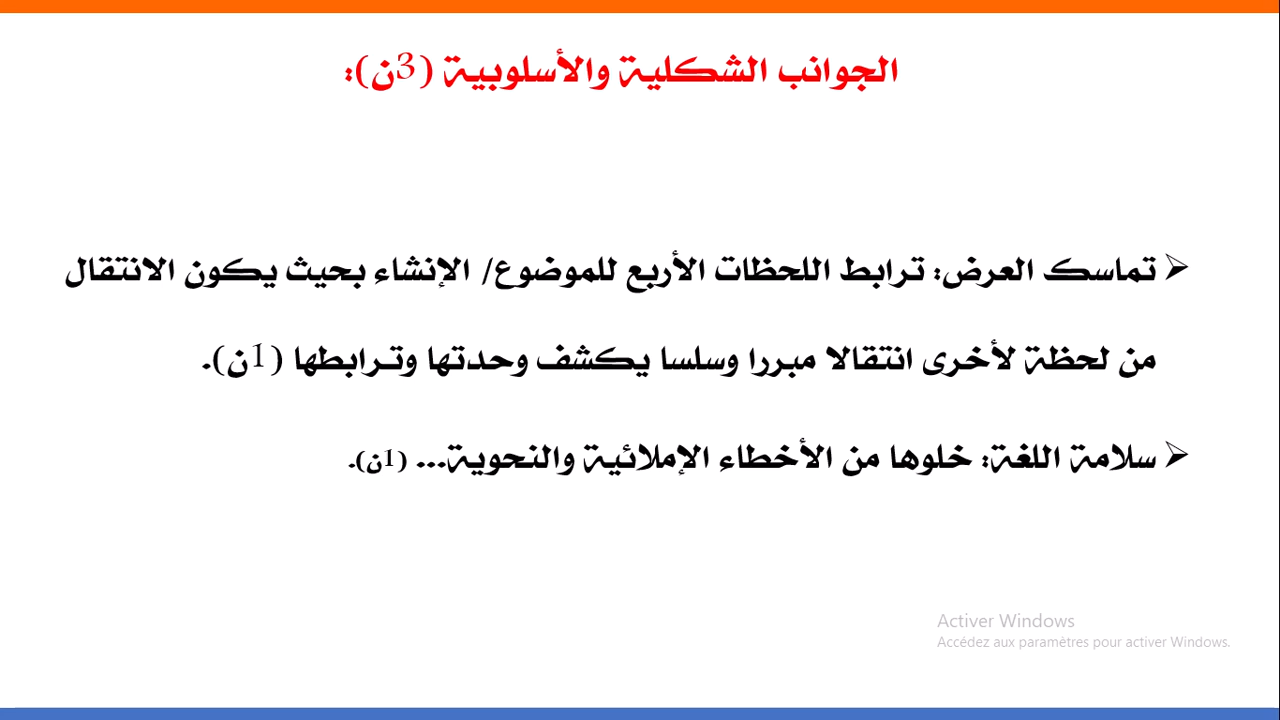 الجوانب الشكلية والأسلوبية (3ن):
⮚ تماسك العرض: ترابط اللحظات الأربع للموضوع/ الإنشاء بحيث يكون الانتقال
من لحظة لأخرى انتقالا مبررا وسلسا يكشف وحدتها وترابطها (1ن).
⮚ سلامة اللغة: خلوها من الأخطاء الإملائية والنحوية... (1ن).
Activer Windows
Accédez aux paramètres pour activer Windows.